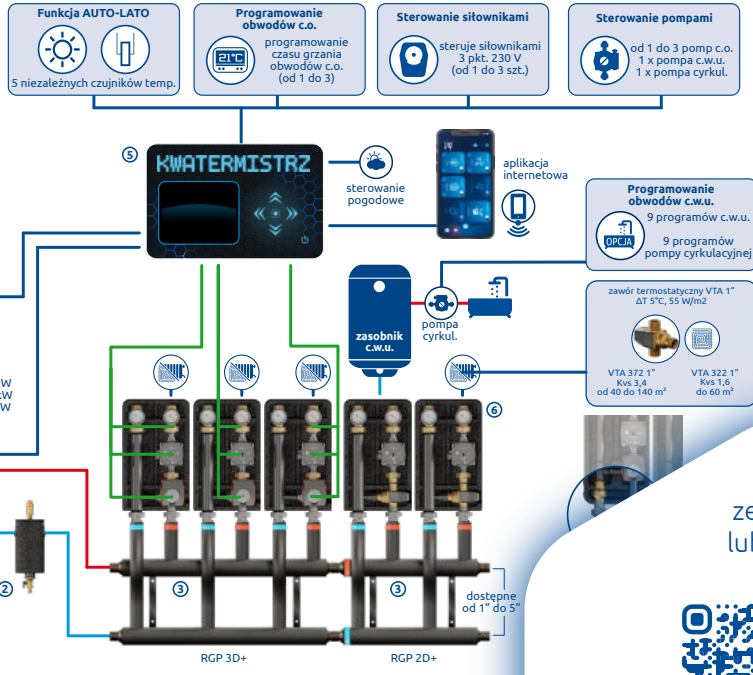 Funkcja AUTO-LATO
5 niezależnych czujników temp.
Programowanie
obwodów c.o.
21°C
programowanie
czasu grzania
obwodów c.o.
(od 1 do 3)
Sterowanie siłownikami
steruje siłownikami
3 pkt. 230 V
(od 1 do 3 szt.)
Sterowanie pompami
od 1 do 3 pomp c.o.
1 x pompa c.w.u.
1 x pompa cyrkul.
5
KWATERMISTRZ
sterowanie
pogodowe
aplikacja
internetowa
Programowanie
obwodów c.w.u.
OPCJA
9 programów c.w.u.
9 programów
pompy cyrkulacyjnej
zasobnik
c.w.u.
pompa
cyrkul.
zawór termostatyczny VTA 1"
ΔT 5°C, 55 W/m2
VTA 372 1"
Kvs 3,4
od 40 do 140 m²
VTA 322 1"
Kvs 1,6
do 60 m²
W
kW
W
6
2
3
3
dostępne
od 1" do 5"
RGP 3D+
RGP 2D+
ze
lub